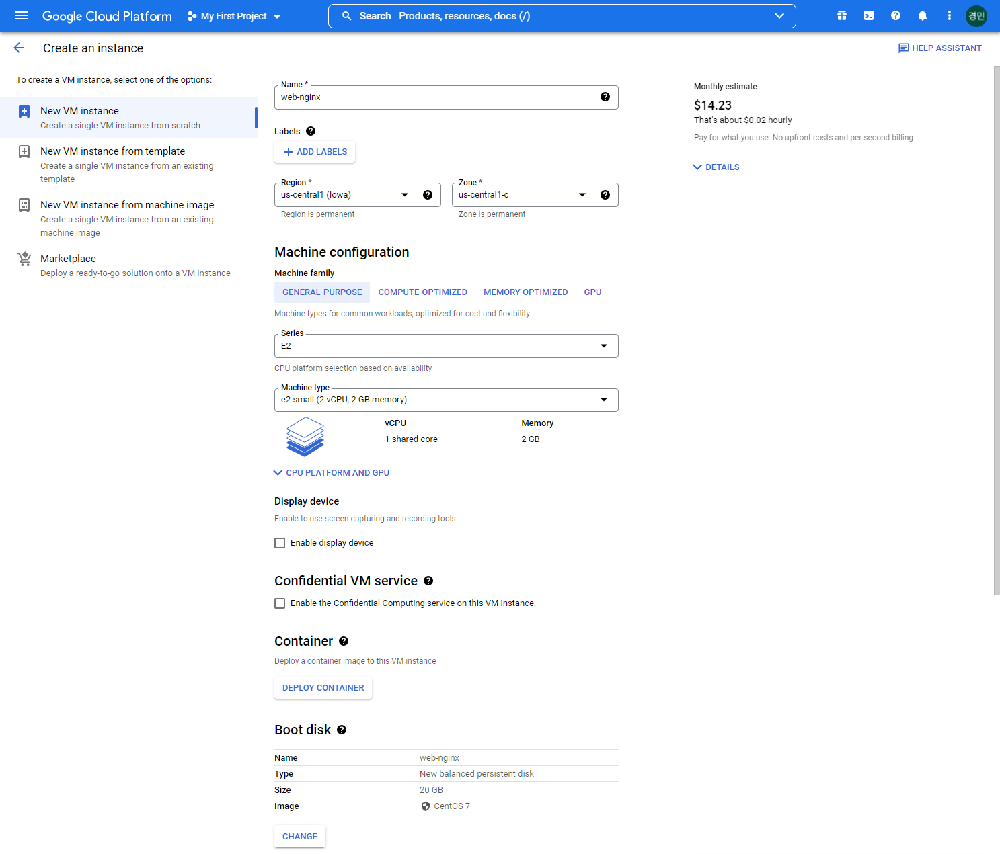 Google Cloud Platform
My First Project
Search Products, resources, docs (/)
경민
Create an instance
HELP ASSISTANT
To create a VM instance, select one of the options:
New VM instance
Create a single VM instance from scratch
New VM instance from template
Create a single VM instance from an existing
template
New VM instance from machine image
Create a single VM instance from an existing
machine image
Marketplace
Deploy a ready-to-go solution onto a VM instance
Name *
web-nginx
Labels
ADD LABELS
Region *
us-central1 (Iowa)
Region is permanent
Zone *
us-central1-c
Zone is permanent
Machine configuration
Machine family
GENERAL-PURPOSE COMPUTE-OPTIMIZED MEMORY-OPTIMIZED GPU
Machine types for common workloads, optimized for cost and flexibility
Series
E2
CPU platform selection based on availability
Machine type
e2-small (2 vCPU, 2 GB memory)
vCPU
1 shared core
Memory
2 GB
CPU PLATFORM AND GPU
Display device
Enable to use screen capturing and recording tools.
Enable display device
Confidential VM service
Enable the Confidential Computing service on this VM instance.
Container
Deploy a container image to this VM instance
DEPLOY CONTAINER
Boot disk
Name web-nginx
Type New balanced persistent disk
Size 20 GB
Image CentOS 7
CHANGE
Monthly estimate
$14.23
That's about $0.02 hourly
Pay for what you use: No upfront costs and per second billing
DETAILS